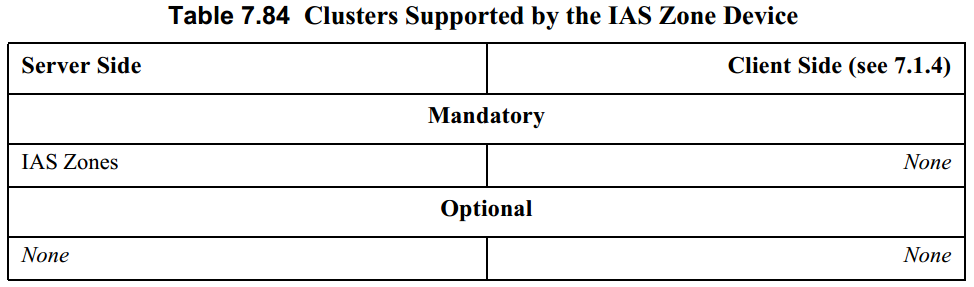 Table 7.84 Clusters Supported by the IAS Zone Device
Server Side Client Side (see 7.1.4)
Mandatory
IAS Zones None
Optional
None None